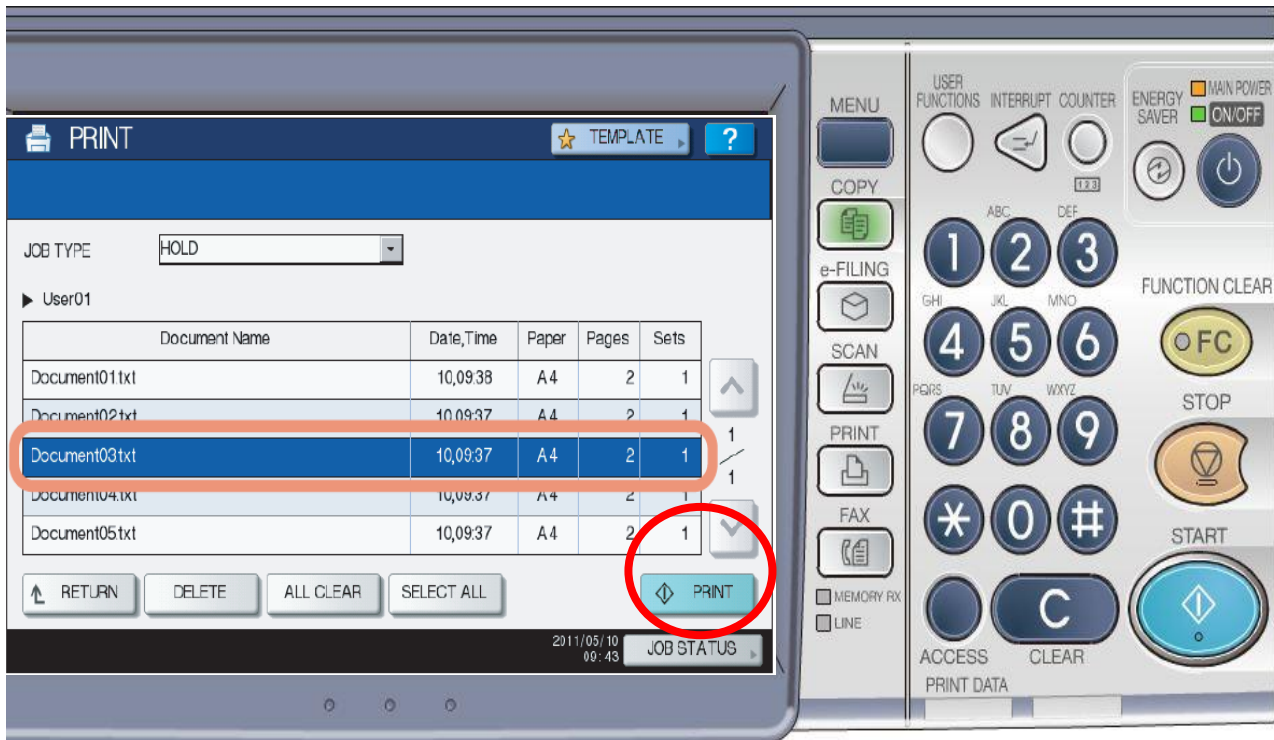 PRINT
TEMPLATE
?
JOB TYPE HOLD
User01
Document Name Date,Time Paper Pages Sets
Document01.txt 10,09:38 A4 2 1
Document02.txt 10,09:37 A4 2 1
Document03.txt 10,09:37 A4 2 1
Document04.txt 10,09:37 A4 2 1
Document05.txt 10,09:37 A4 2 1
1
1
RETURN DELETE ALL CLEAR SELECT ALL PRINT
2011/05/10
09:43
JOB STATUS
MENU
COPY
e-FILING
SCAN
PRINT
FAX
MEMORY RX
LINE
USER
FUNCTIONS INTERRUPT COUNTER
123
ENERGY
SAVER
MAIN POWER
ON/OFF
ABC DEF
1 2 3
GHI JKL MNO
4 5 6
PQRS TUV WXYZ
7 8 9
* 0 #
C
ACCESS CLEAR
PRINT DATA
FUNCTION CLEAR
FC
STOP
START